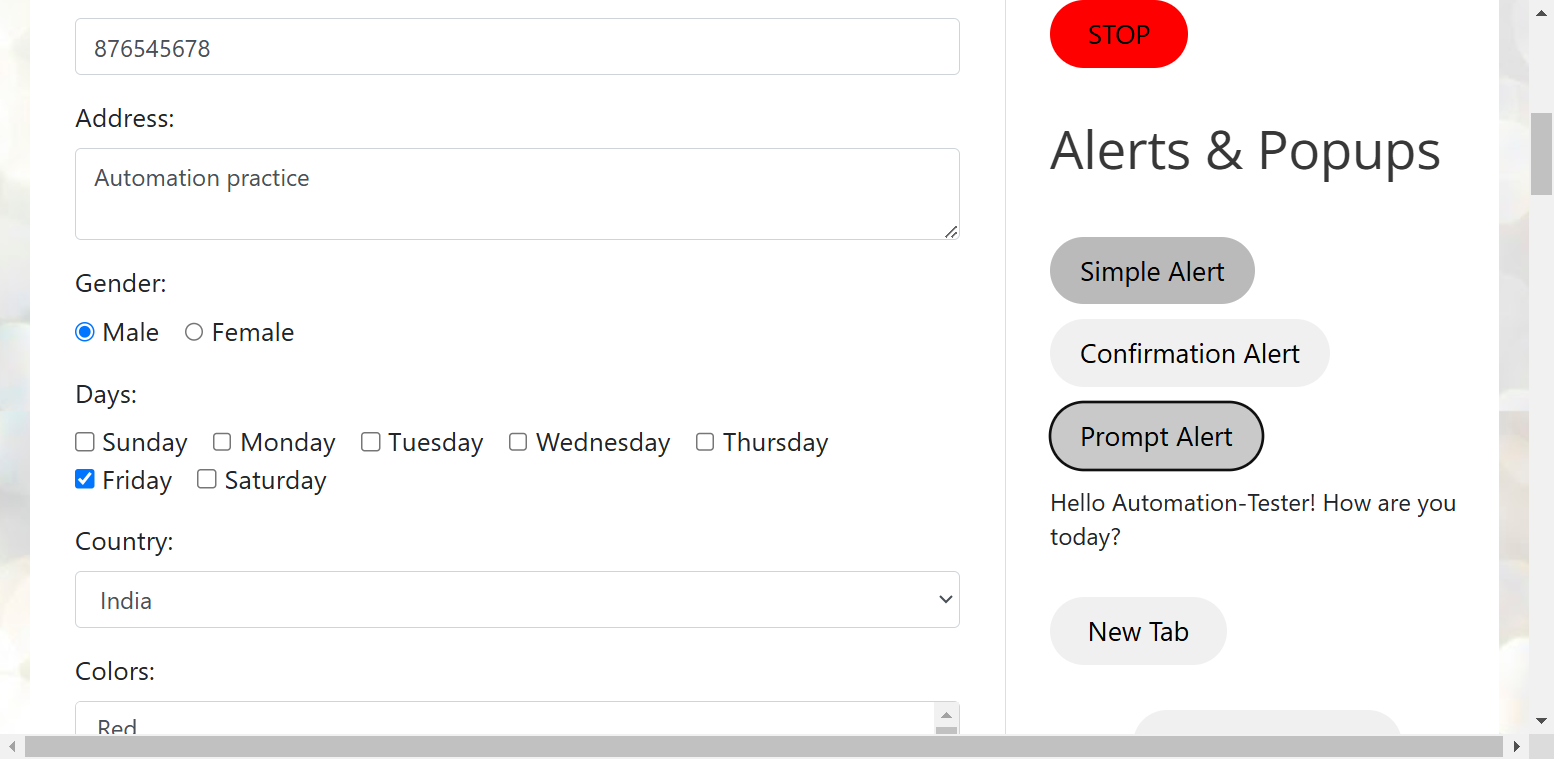 876545678
Address:
Automation practice
Gender:
Male Female
Days:
Sunday Monday Tuesday Wednesday Thursday
Friday Saturday
Country:
India
Colors:
Red
STOP
Alerts & Popups
Simple Alert
Confirmation Alert
Prompt Alert
Hello Automation-Tester! How are you
today?
New Tab